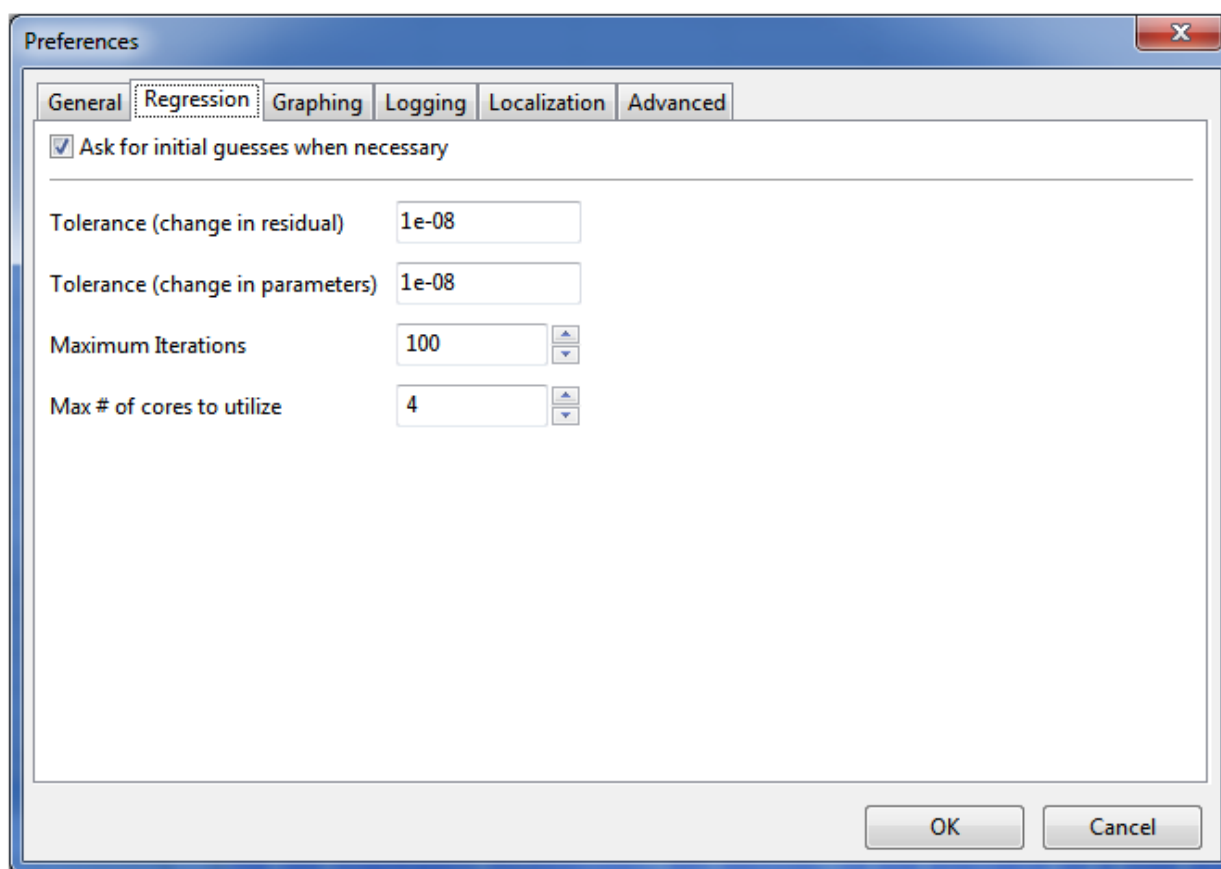 Preferences
General Regression Graphing Logging Localization Advanced
Ask for initial guesses when necessary
Tolerance (change in residual) 1e-08
Tolerance (change in parameters) 1e-08
Maximum Iterations 100
Max # of cores to utilize 4
OK Cancel